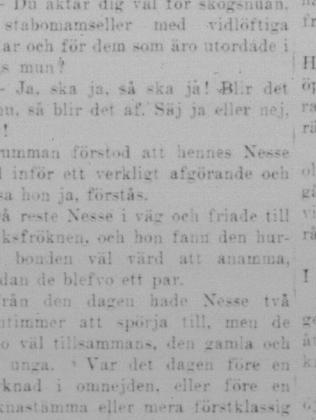 - Du aktar dig väl för skogsnuan,
stabomamseller med vidlöftiga
ar och för dem som äro utordade i
s mun?
- Ja, ska ja, så ska ja! Blir det
nu, så blir det af. Säj ja eller nej,
!
umman förstod att hennes Nesse
inför ett verkligt afgörande och
sa hon ja, förstås.
å reste Nesse i väg och friade till
ksfröknen, och hon fann den hur-
bonden väl värd att anamma,
dan de blefvo ett par.
från den dagen hade Nesse två
ntimmer att spörja till, men de
o väl tillsammans, den gamla och
unga. Var det dagen före en
rknad i omnejden, eller före en
knastämma eller mera förstklassig
H
I